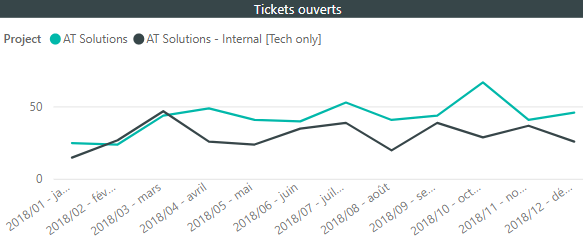 Tickets ouverts
Project AT Solutions AT Solutions - Internal [Tech only]
50
0
2018/01 - ja...
2018/02 - fév...
2018/03 - mars
2018/04 - avril
2018/05 - mai
2018/06 - juin
2018/07 - juil...
2018/08 - août
2018/09 - se...
2018/10 - oct...
2018/11 - no...
2018/12 - dé...